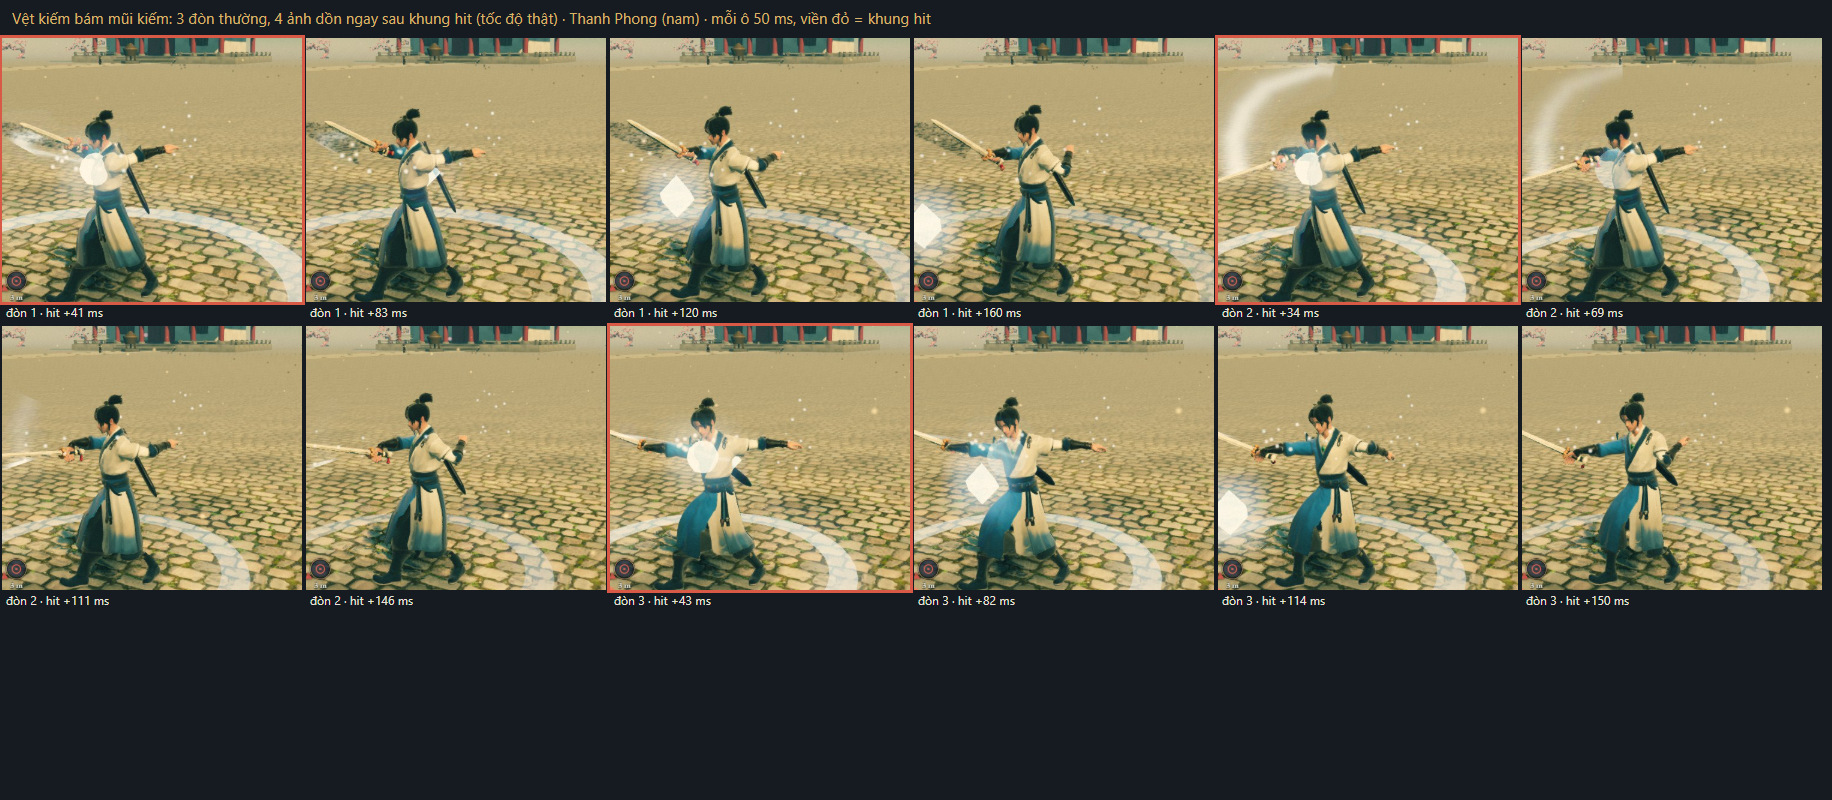 Vệt kiếm bám mũi kiếm: 3 đòn thường, 4 ảnh dồn ngay sau khung hit (tốc độ thật) · Thanh Phong (nam) · mỗi ô 50 ms, viền đỏ = khung hit
đòn 1 · hit +41 ms
đòn 1 · hit +83 ms
đòn 1 · hit +120 ms
đòn 1 · hit +160 ms
đòn 2 · hit +34 ms
đòn 2 · hit +69 ms
đòn 2 · hit +111 ms
đòn 2 · hit +146 ms
đòn 3 · hit +43 ms
đòn 3 · hit +82 ms
đòn 3 · hit +114 ms
đòn 3 · hit +150 ms